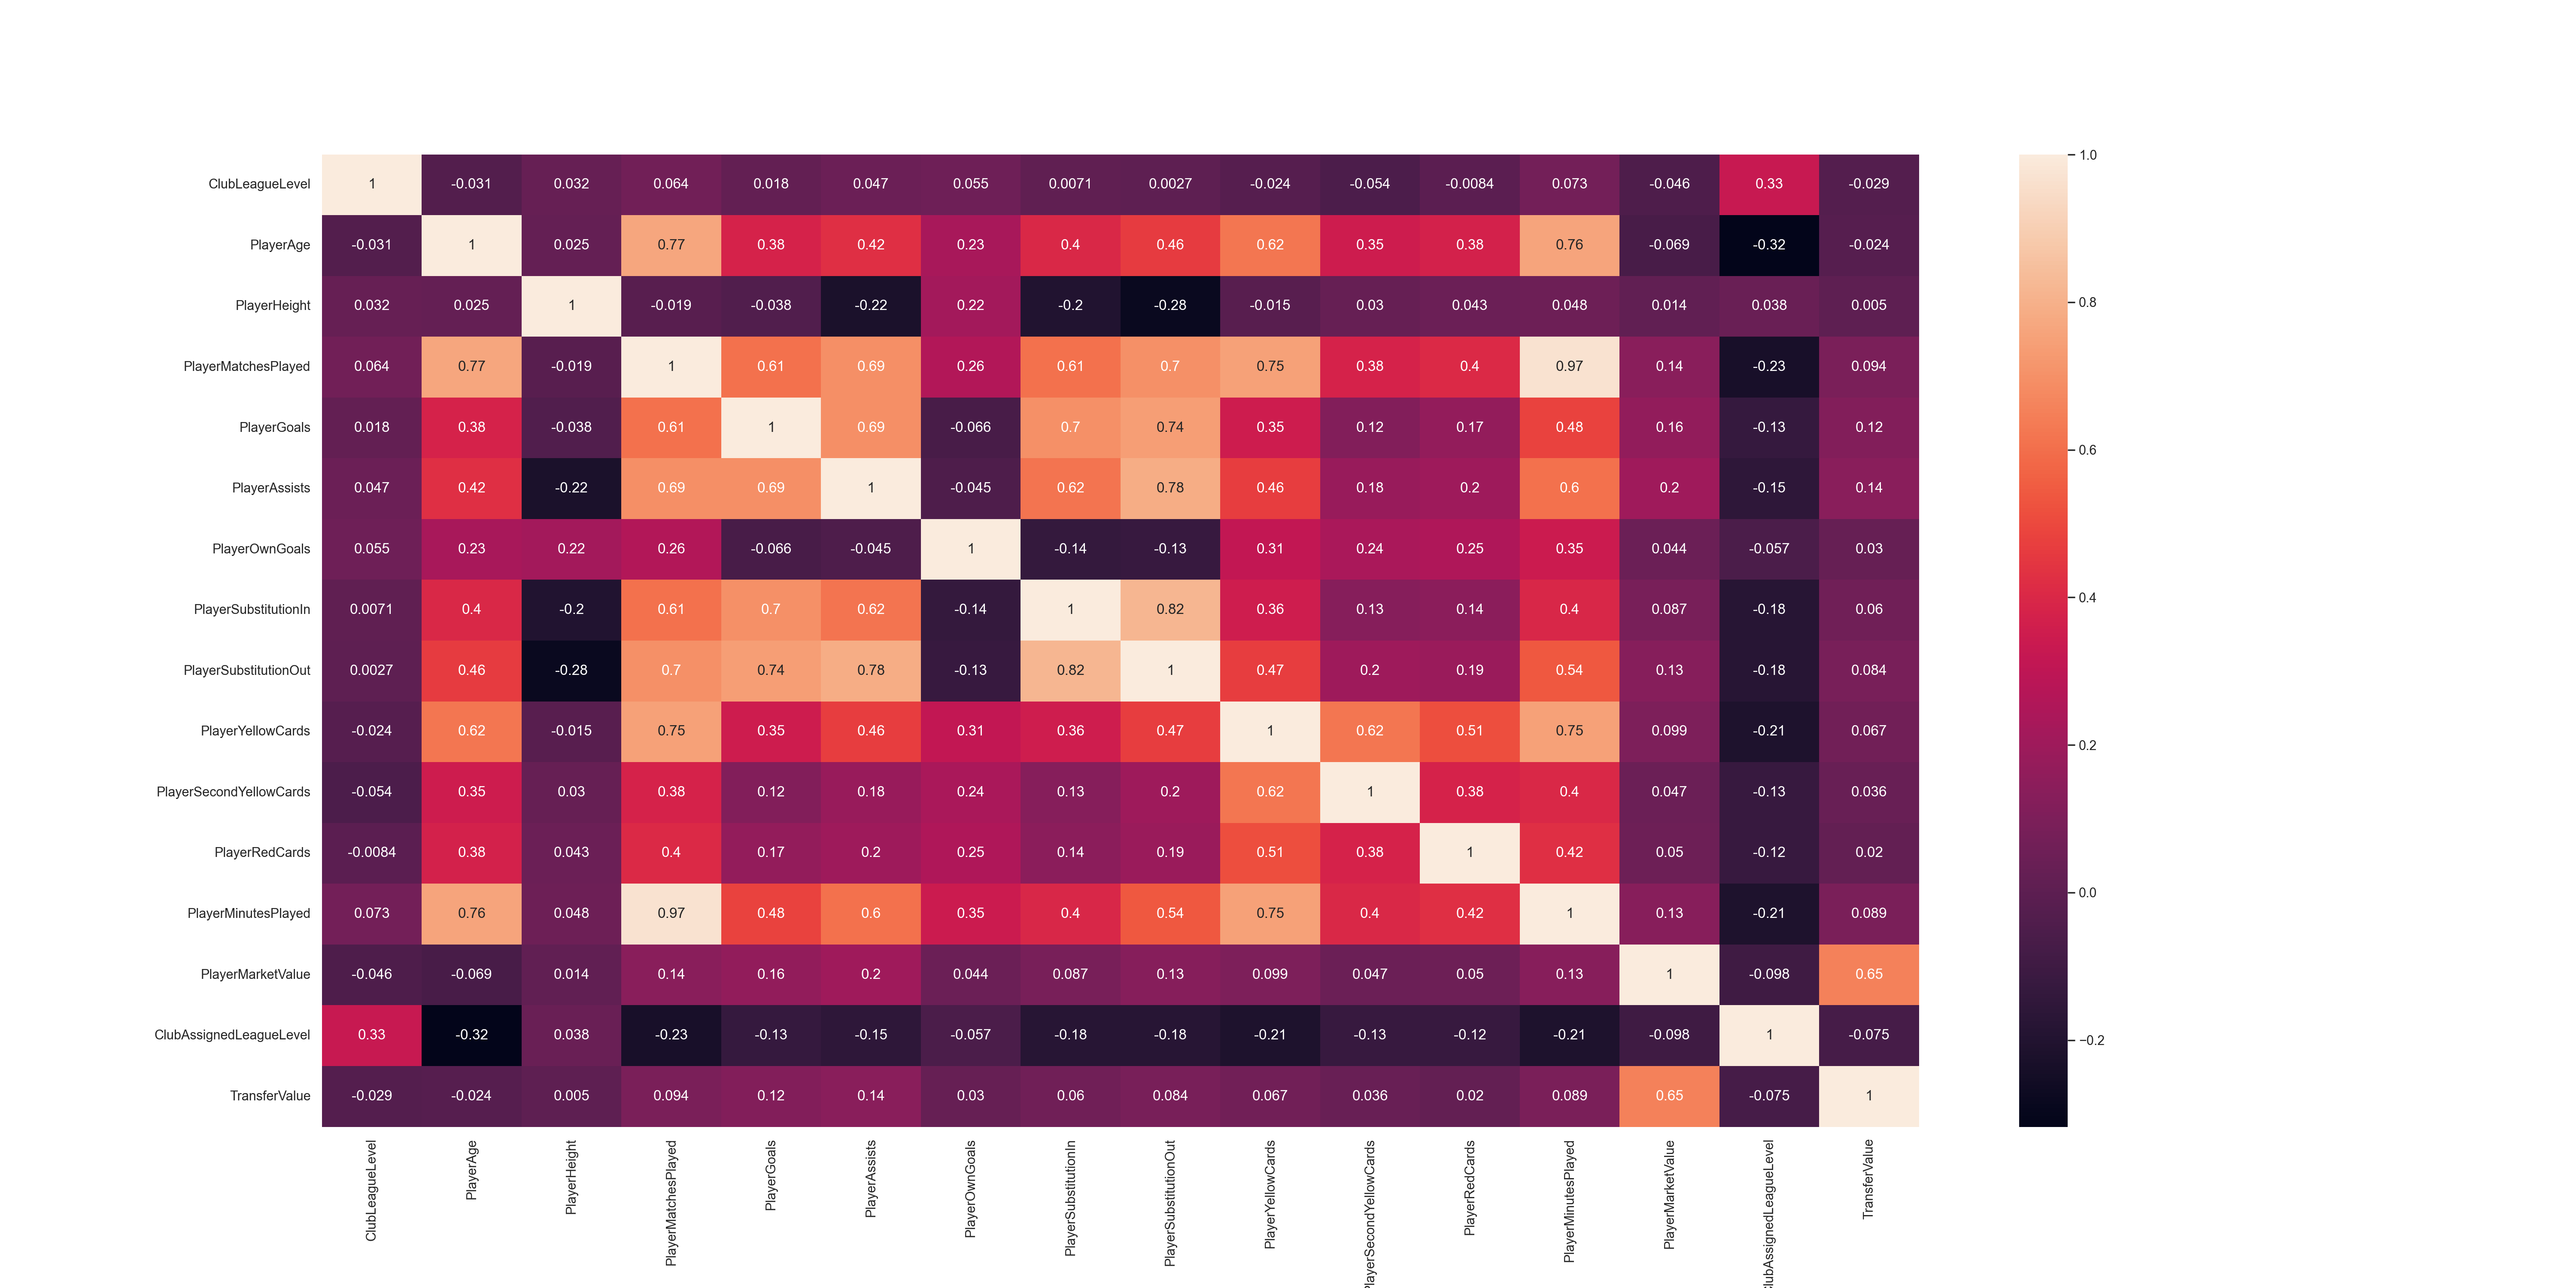 ClubLeagueLevel 1 -0.031 0.032 0.064 0.018 0.047 0.055 0.0071 0.0027 -0.024 -0.054 -0.0084 0.073 -0.046 0.33 -0.029
PlayerAge -0.031 1 0.025 0.77 0.38 0.42 0.23 0.4 0.46 0.62 0.35 0.38 0.76 -0.069 -0.32 -0.024
PlayerHeight 0.032 0.025 1 -0.019 -0.038 -0.22 0.22 -0.2 -0.28 -0.015 0.03 0.043 0.048 0.014 0.038 0.005
PlayerMatchesPlayed 0.064 0.77 -0.019 1 0.61 0.69 0.26 0.61 0.7 0.75 0.38 0.4 0.97 0.14 -0.23 0.094
PlayerGoals 0.018 0.38 -0.038 0.61 1 0.69 -0.066 0.7 0.74 0.35 0.12 0.17 0.48 0.16 -0.13 0.12
PlayerAssists 0.047 0.42 -0.22 0.69 0.69 1 -0.045 0.62 0.78 0.46 0.18 0.2 0.6 0.2 -0.15 0.14
PlayerOwnGoals 0.055 0.23 0.22 0.26 -0.066 -0.045 1 -0.14 -0.13 0.31 0.24 0.25 0.35 0.044 -0.057 0.03
PlayerSubstitutionIn 0.0071 0.4 -0.2 0.61 0.7 0.62 -0.14 1 0.82 0.36 0.13 0.14 0.4 0.087 -0.18 0.06
PlayerSubstitutionOut 0.0027 0.46 -0.28 0.7 0.74 0.78 -0.13 0.82 1 0.47 0.2 0.19 0.54 0.13 -0.18 0.084
PlayerYellowCards -0.024 0.62 -0.015 0.75 0.35 0.46 0.31 0.36 0.47 1 0.62 0.51 0.75 0.099 -0.21 0.067
PlayerSecondYellowCards -0.054 0.35 0.03 0.38 0.12 0.18 0.24 0.13 0.2 0.62 1 0.38 0.4 0.047 -0.13 0.036
PlayerRedCards -0.0084 0.38 0.043 0.4 0.17 0.2 0.25 0.14 0.19 0.51 0.38 1 0.42 0.05 -0.12 0.02
PlayerMinutesPlayed 0.073 0.76 0.048 0.97 0.48 0.6 0.35 0.4 0.54 0.75 0.4 0.42 1 0.13 -0.21 0.089
PlayerMarketValue -0.046 -0.069 0.014 0.14 0.16 0.2 0.044 0.087 0.13 0.099 0.047 0.05 0.13 1 -0.098 0.65
ClubAssignedLeagueLevel 0.33 -0.32 0.038 -0.23 -0.13 -0.15 -0.057 -0.18 -0.18 -0.21 -0.13 -0.12 -0.21 -0.098 1 -0.075
TransferValue -0.029 -0.024 0.005 0.094 0.12 0.14 0.03 0.06 0.084 0.067 0.036 0.02 0.089 0.65 -0.075 1
ClubLeagueLevel
PlayerAge
PlayerHeight
PlayerMatchesPlayed
PlayerGoals
PlayerAssists
PlayerOwnGoals
PlayerSubstitutionIn
PlayerSubstitutionOut
PlayerYellowCards
PlayerSecondYellowCards
PlayerRedCards
PlayerMinutesPlayed
PlayerMarketValue
lubAssignedLeagueLevel
TransferValue
1.0
0.8
0.6
0.4
0.2
0.0
−0.2